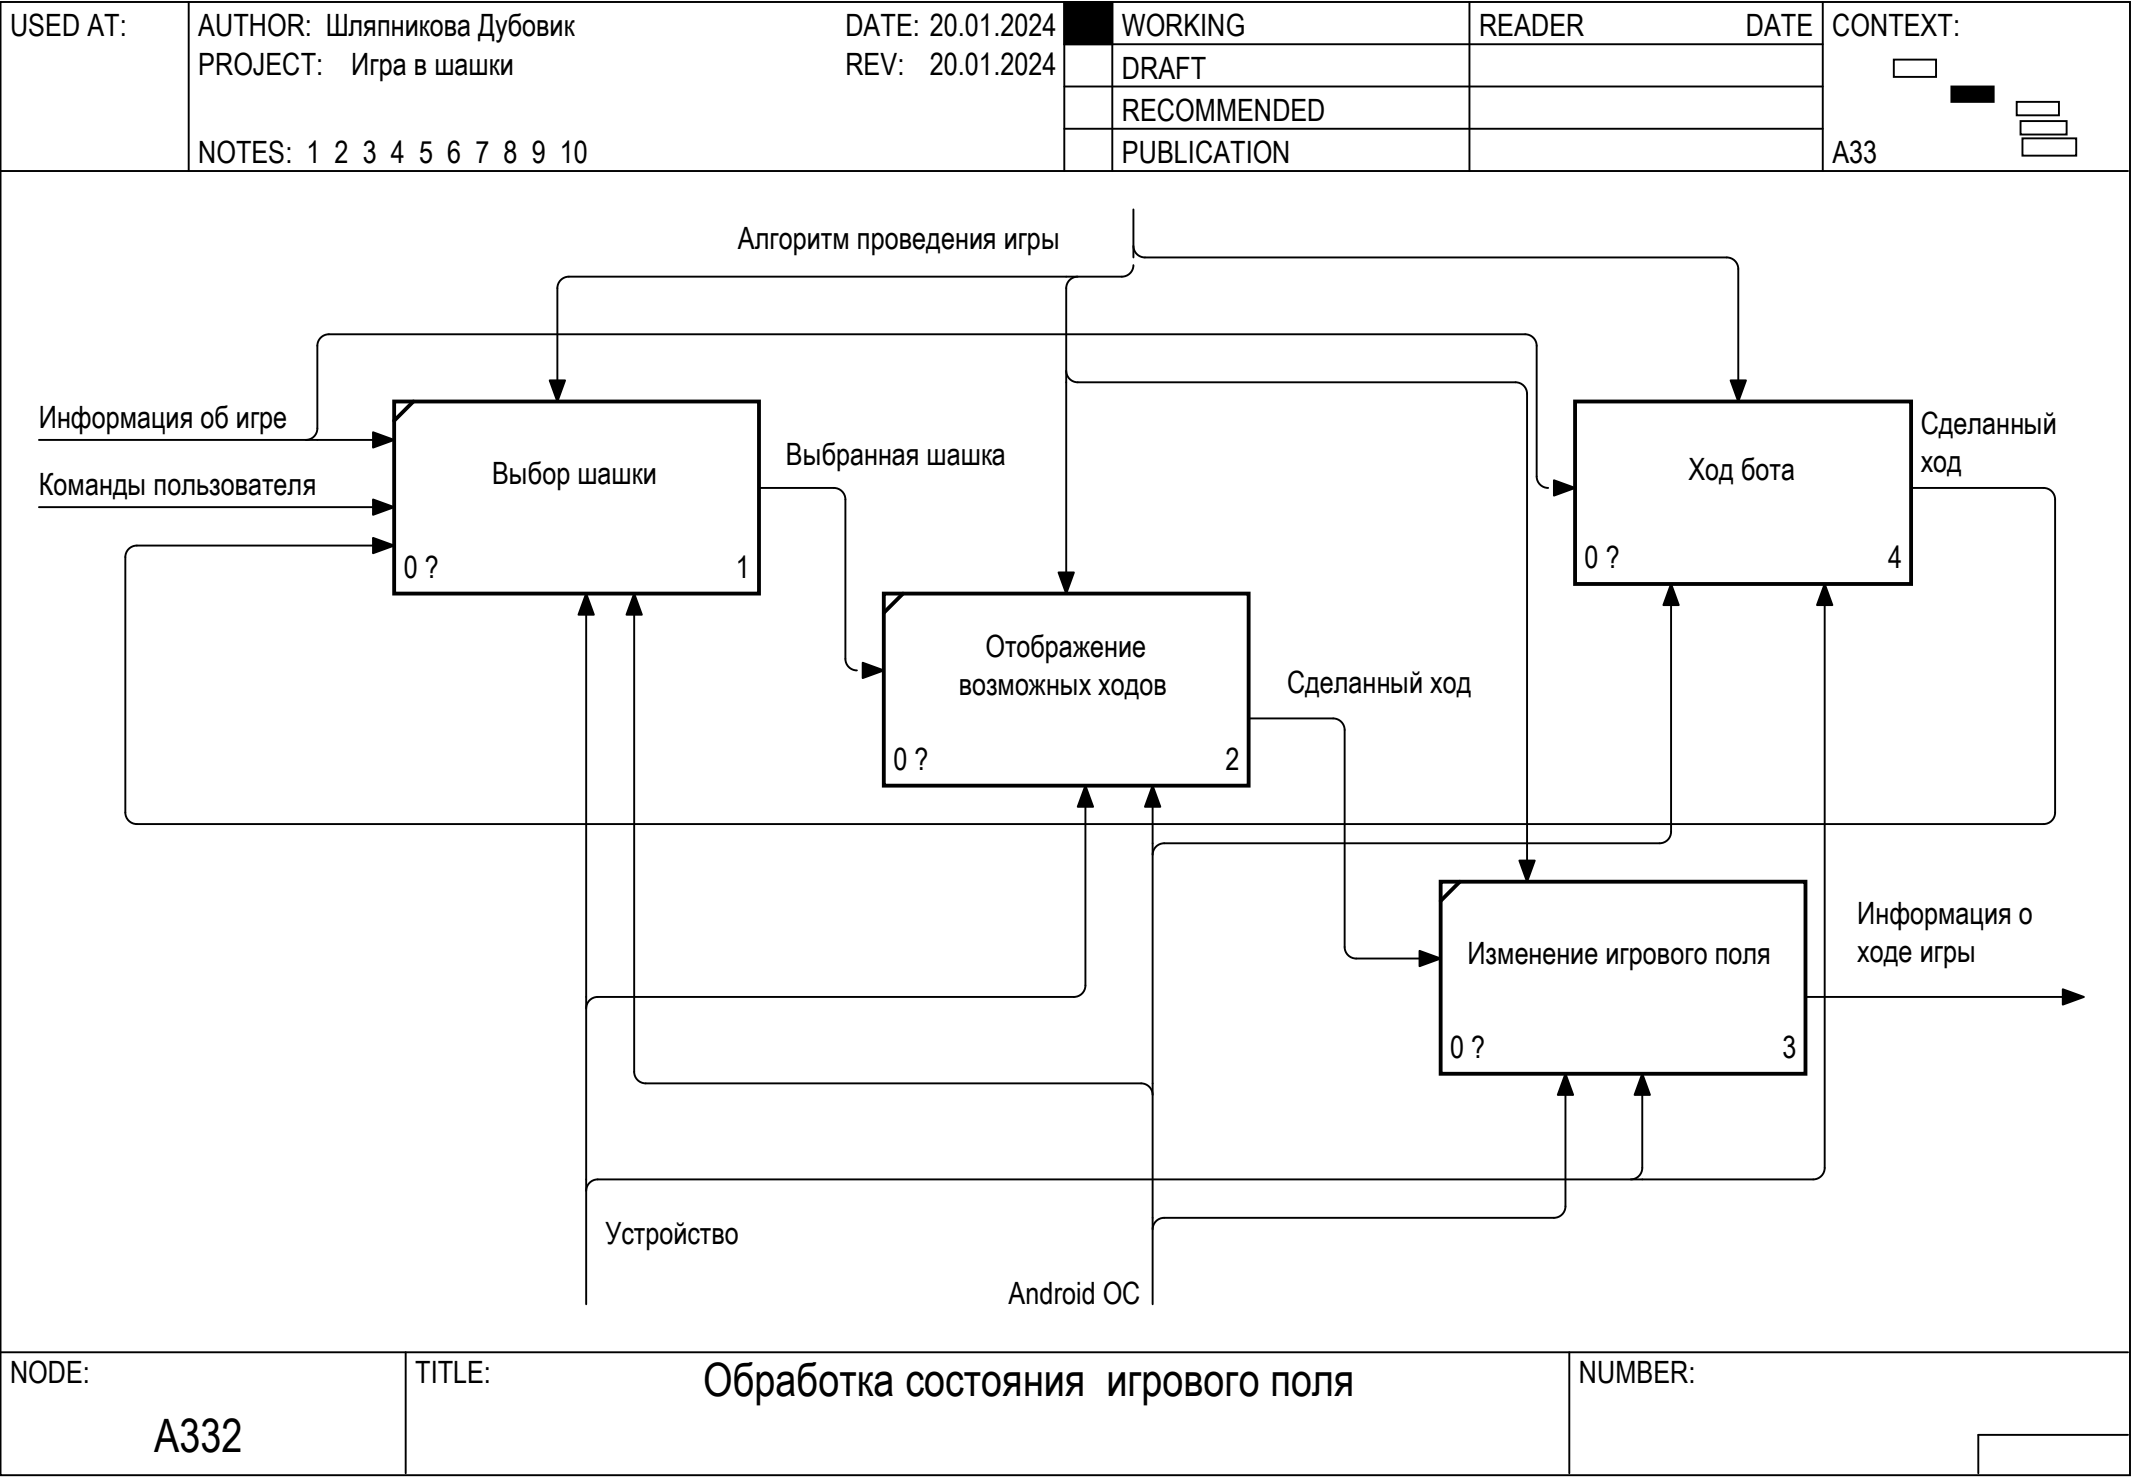 USED AT:
AUTHOR: Шляпникова Дубовик
DATE: 20.01.2024
PROJECT: Игра в шашки
REV: 20.01.2024
NOTES: 1 2 3 4 5 6 7 8 9 10
WORKING
DRAFT
RECOMMENDED
PUBLICATION
READER DATE
CONTEXT:
A33
Алгоритм проведения игры
Информация об игре
Команды пользователя
Выбор шашки
0 ? 1
Выбранная шашка
Ход бота
0 ? 4
Сделанный
ход
Отображение
возможных ходов
0 ? 2
Сделанный ход
Изменение игрового поля
0 ? 3
Информация о
ходе игры
Устройство
Android ОС
NODE:
A332
TITLE:
Обработка состояния игрового поля
NUMBER: